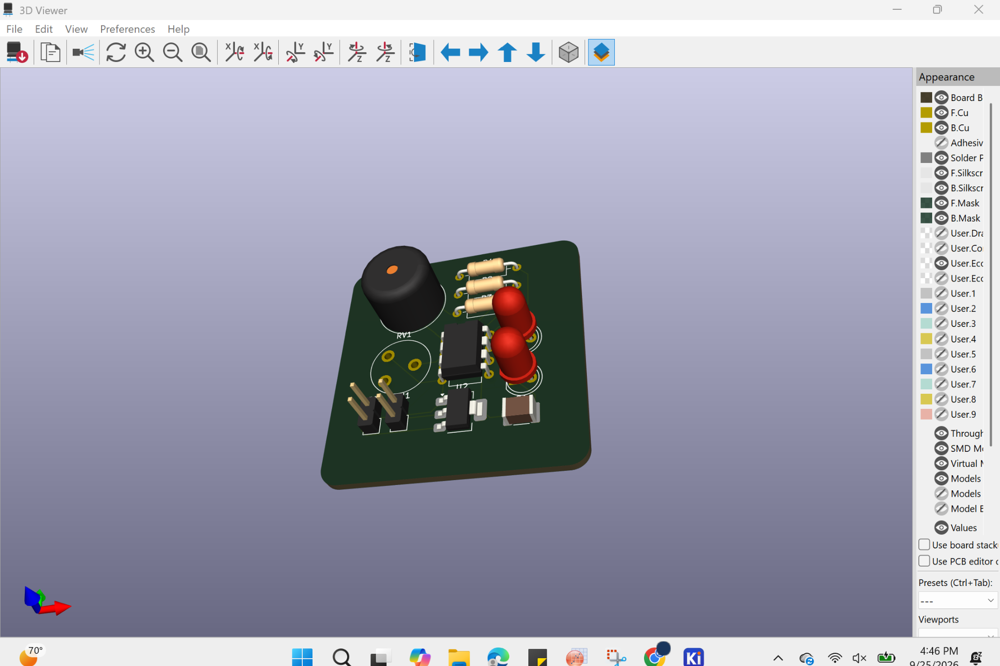 3D Viewer
File Edit View Preferences Help
Appearance
Board B
F.Cu
B.Cu
Adhesiv
Solder P
F.Silkscr
B.Silkscr
F.Mask
B.Mask
User.Dra
User.Co
User.Ecc
User.Ecc
User.1
User.2
User.3
User.4
User.5
User.6
User.7
User.8
User.9
Through
SMD Mo
Virtual M
Models
Models
Model B
Values
Use board stack
Use PCB editor c
Presets (Ctrl+Tab):
---
Viewports
RV1
U2
X X Y Y Z Z
70°
Ki
4:46 PM
9/25/2026